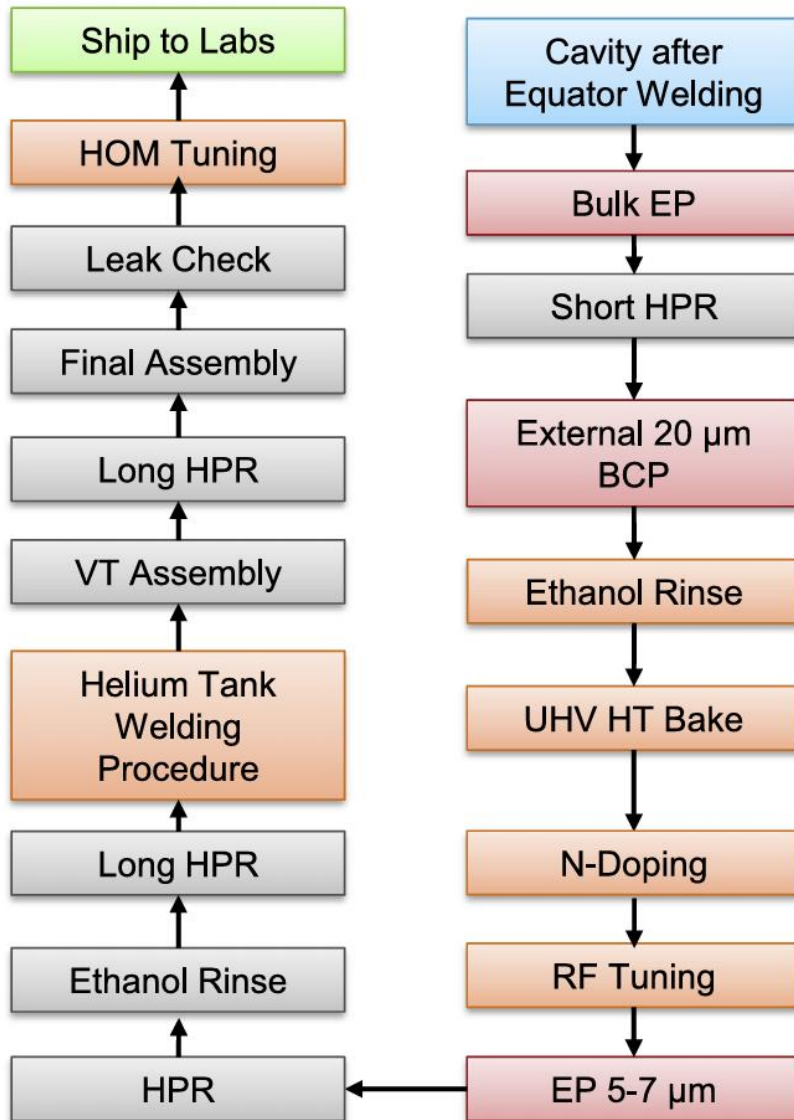 Cavity after
Equator Welding
Bulk EP
Short HPR
External 20 µm
BCP
Ethanol Rinse
UHV HT Bake
N-Doping
RF Tuning
EP 5-7 µm
HPR
Ethanol Rinse
Long HPR
Helium Tank
Welding
Procedure
VT Assembly
Long HPR
Final Assembly
Leak Check
HOM Tuning
Ship to Labs